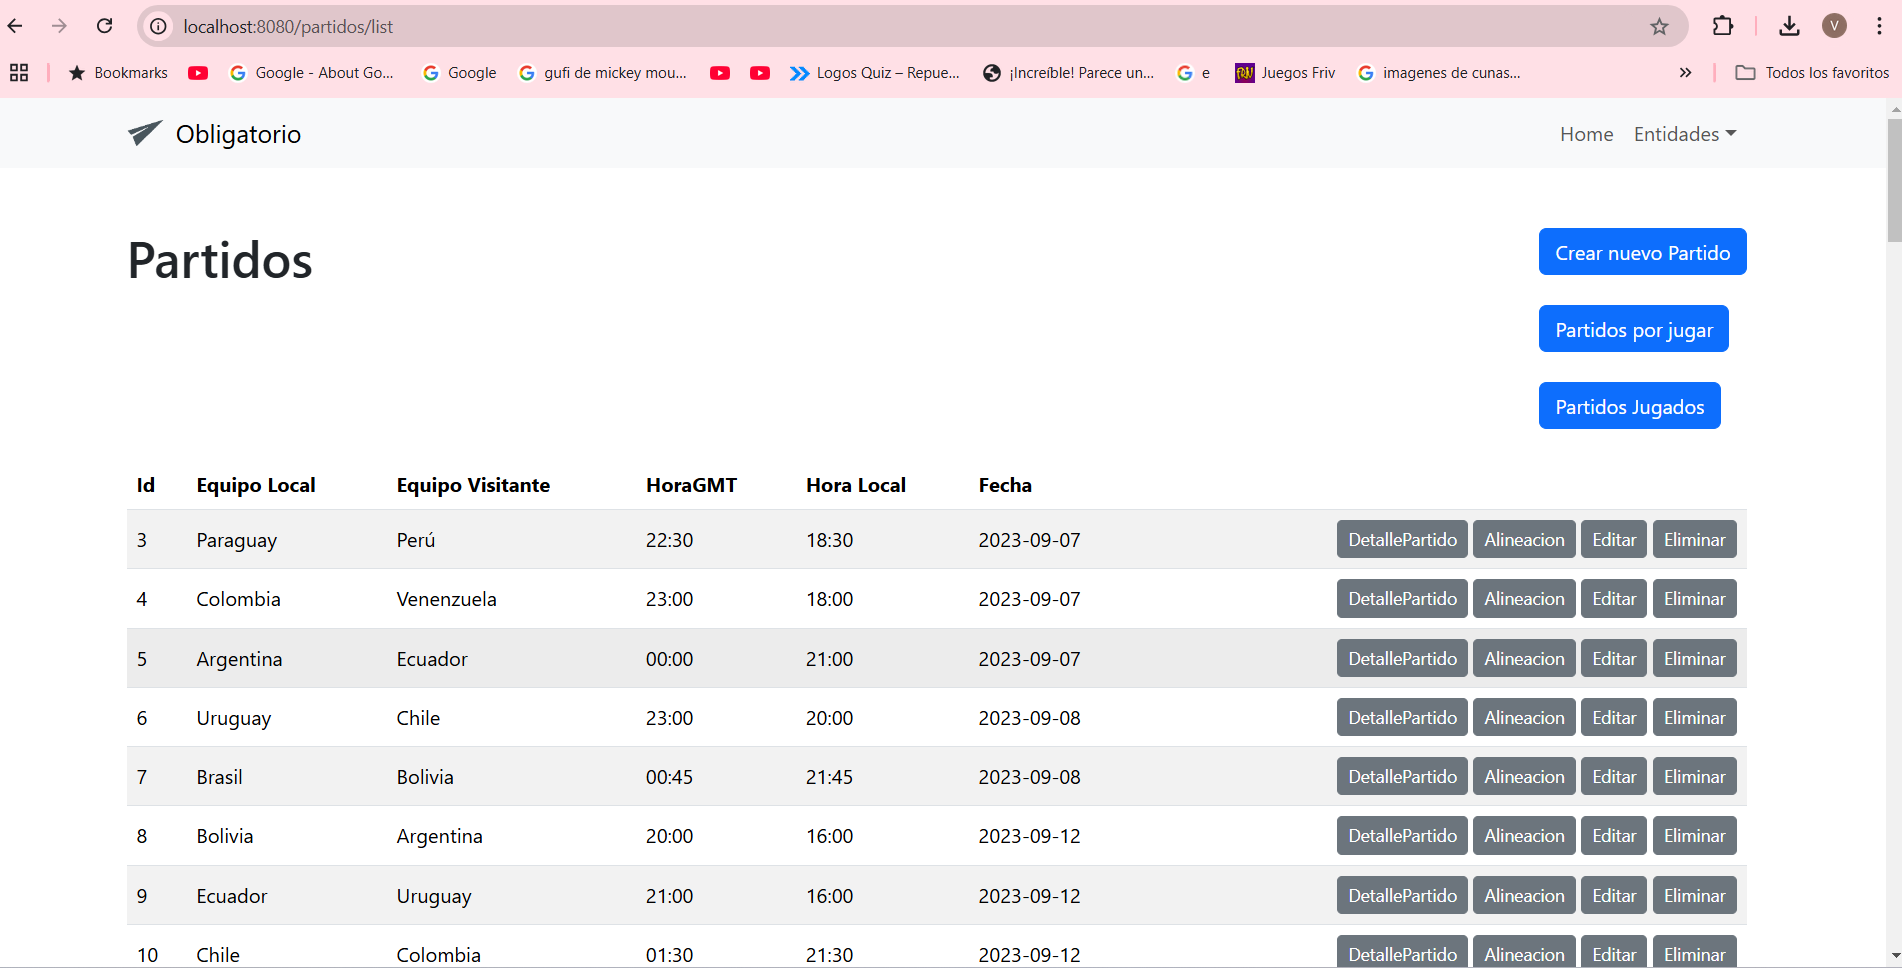 localhost:8080/partidos/list
V
Bookmarks
Google - About Go...
Google
gufi de mickey mou...
Logos Quiz – Repue...
¡Increíble! Parece un...
e
FRIV Juegos Friv
imagenes de cunas...
Todos los favoritos
Obligatorio
Home
Entidades
Partidos
Crear nuevo Partido
Partidos por jugar
Partidos Jugados
Id Equipo Local Equipo Visitante HoraGMT Hora Local Fecha
3 Paraguay Perú 22:30 18:30 2023-09-07 DetallePartido Alineacion Editar Eliminar
4 Colombia Venenzuela 23:00 18:00 2023-09-07 DetallePartido Alineacion Editar Eliminar
5 Argentina Ecuador 00:00 21:00 2023-09-07 DetallePartido Alineacion Editar Eliminar
6 Uruguay Chile 23:00 20:00 2023-09-08 DetallePartido Alineacion Editar Eliminar
7 Brasil Bolivia 00:45 21:45 2023-09-08 DetallePartido Alineacion Editar Eliminar
8 Bolivia Argentina 20:00 16:00 2023-09-12 DetallePartido Alineacion Editar Eliminar
9 Ecuador Uruguay 21:00 16:00 2023-09-12 DetallePartido Alineacion Editar Eliminar
10 Chile Colombia 01:30 21:30 2023-09-12 DetallePartido Alineacion Editar Eliminar